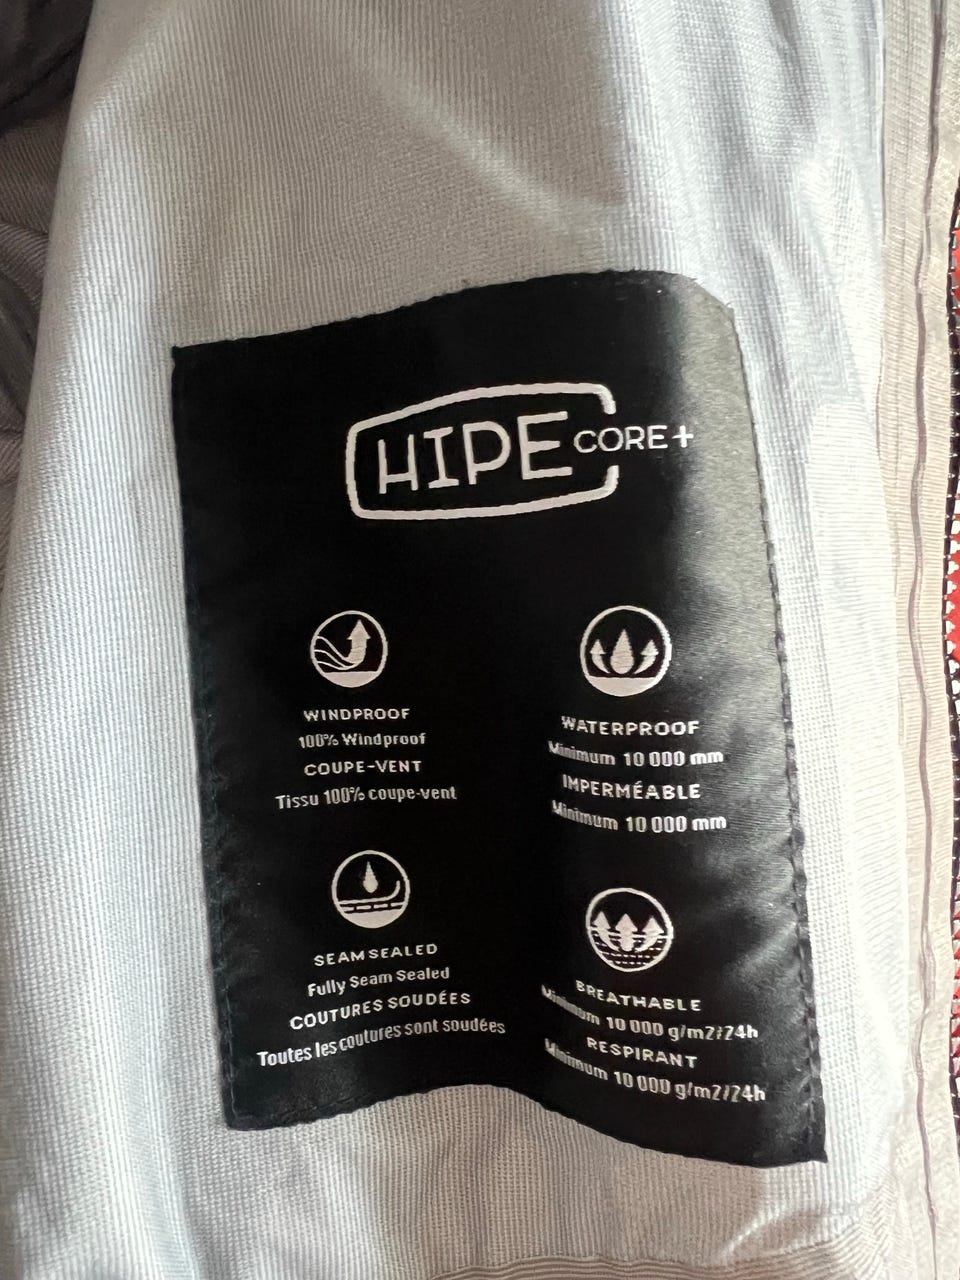 HIPE CORE+
WINDPROOF
100% Windproof
COUPE-VENT
Tissu 100% coupe-vent
WATERPROOF
Minimum 10 000 mm
IMPERMÉABLE
Minimum 10 000 mm
SEAM SEALED
Fully Seam Sealed
COUTURES SOUDÉES
Toutes les coutures sont soudées
BREATHABLE
Minimum 10 000 g/m2/24h
RESPIRANT
Minimum 10 000 g/m2/24h